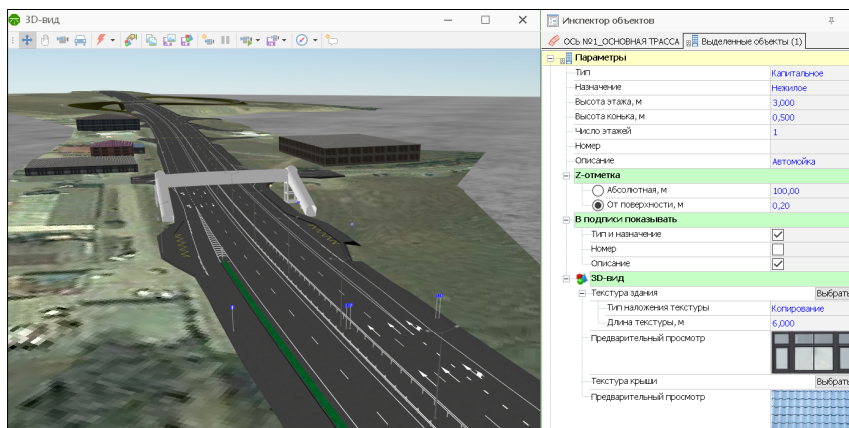 3D-вид
Инспектор объектов
ОСЬ №1_ОСНОВНАЯ ТРАССА
Выделенные объекты (1)
Параметры
Тип Капитальное
Назначение Нежилое
Высота этажа, м 3,000
Высота конька, м 0,500
Число этажей 1
Номер
Описание Автомойка
Z-отметка
Абсолютная, м 100,00
От поверхности, м 0,20
В подписи показывать
Тип и назначение
Номер
Описание
3D-вид
Текстура здания Выбрать
Тип наложения текстуры Копирование
Длина текстуры, м 6,000
Предварительный просмотр
Текстура крыши Выбрать
Предварительный просмотр